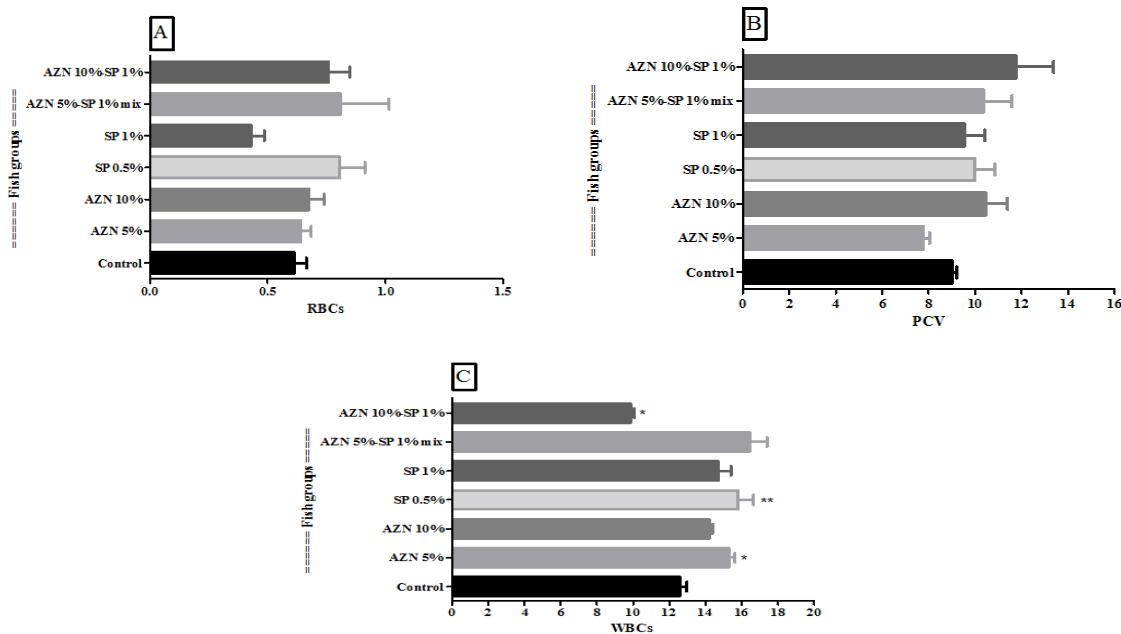 A
AZN 10%-SP 1%
AZN 5%-SP 1% mix
SP 1%
SP 0.5%
AZN 10%
AZN 5%
Control
Fish groups
0.0 0.5 1.0 1.5
RBCs
B
AZN 10%-SP 1%
AZN 5%-SP 1% mix
SP 1%
SP 0.5%
AZN 10%
AZN 5%
Control
Fish groups
0 2 4 6 8 10 12 14 16
PCV
C
AZN 10%-SP 1% *
AZN 5%-SP 1% mix
SP 1%
SP 0.5% **
AZN 10%
AZN 5% *
Control
Fish groups
0 2 4 6 8 10 12 14 16 18 20
WBCs